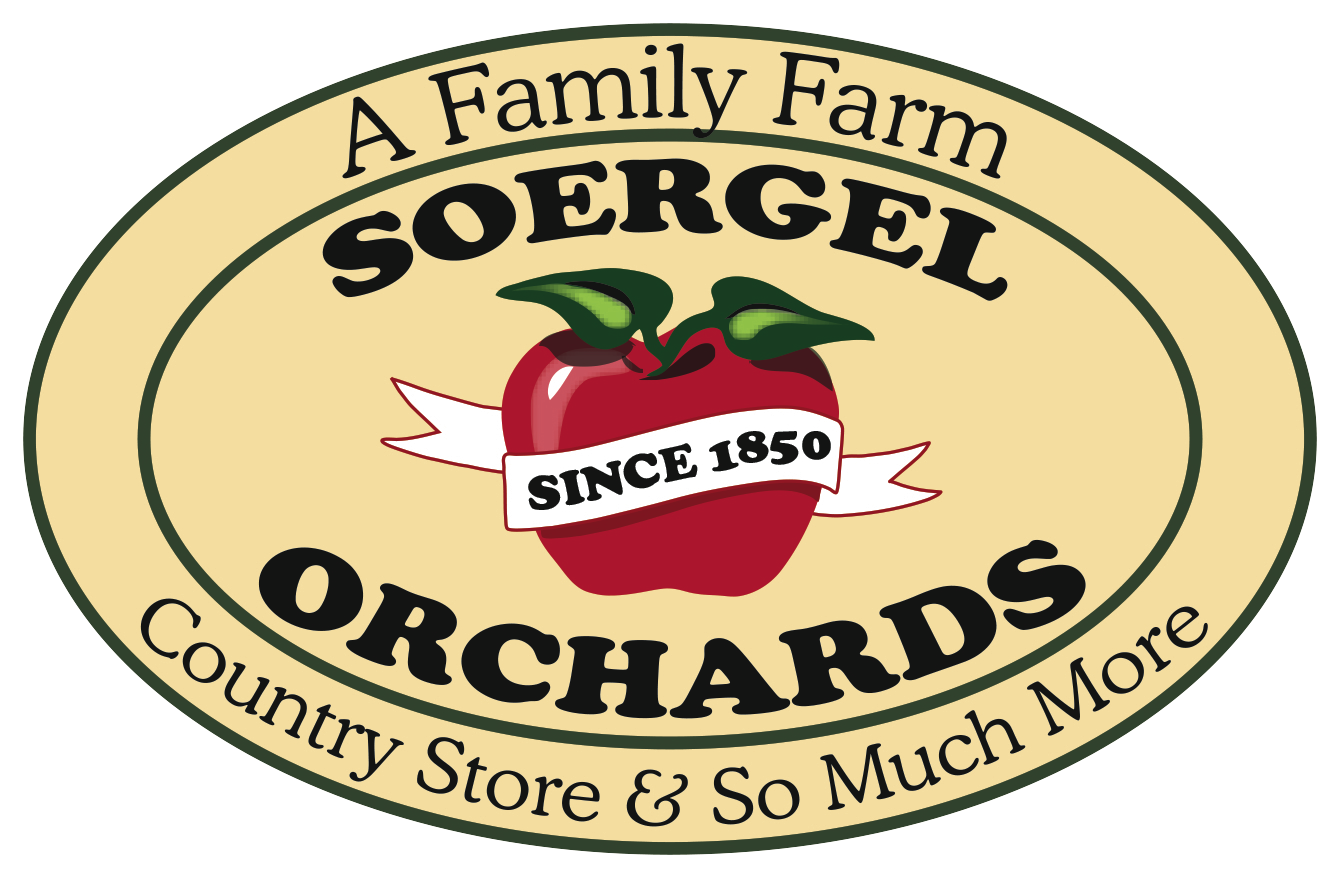 A Family Farm
SOERGEL
SINCE 1850
ORCHARDS
Country Store & So Much More